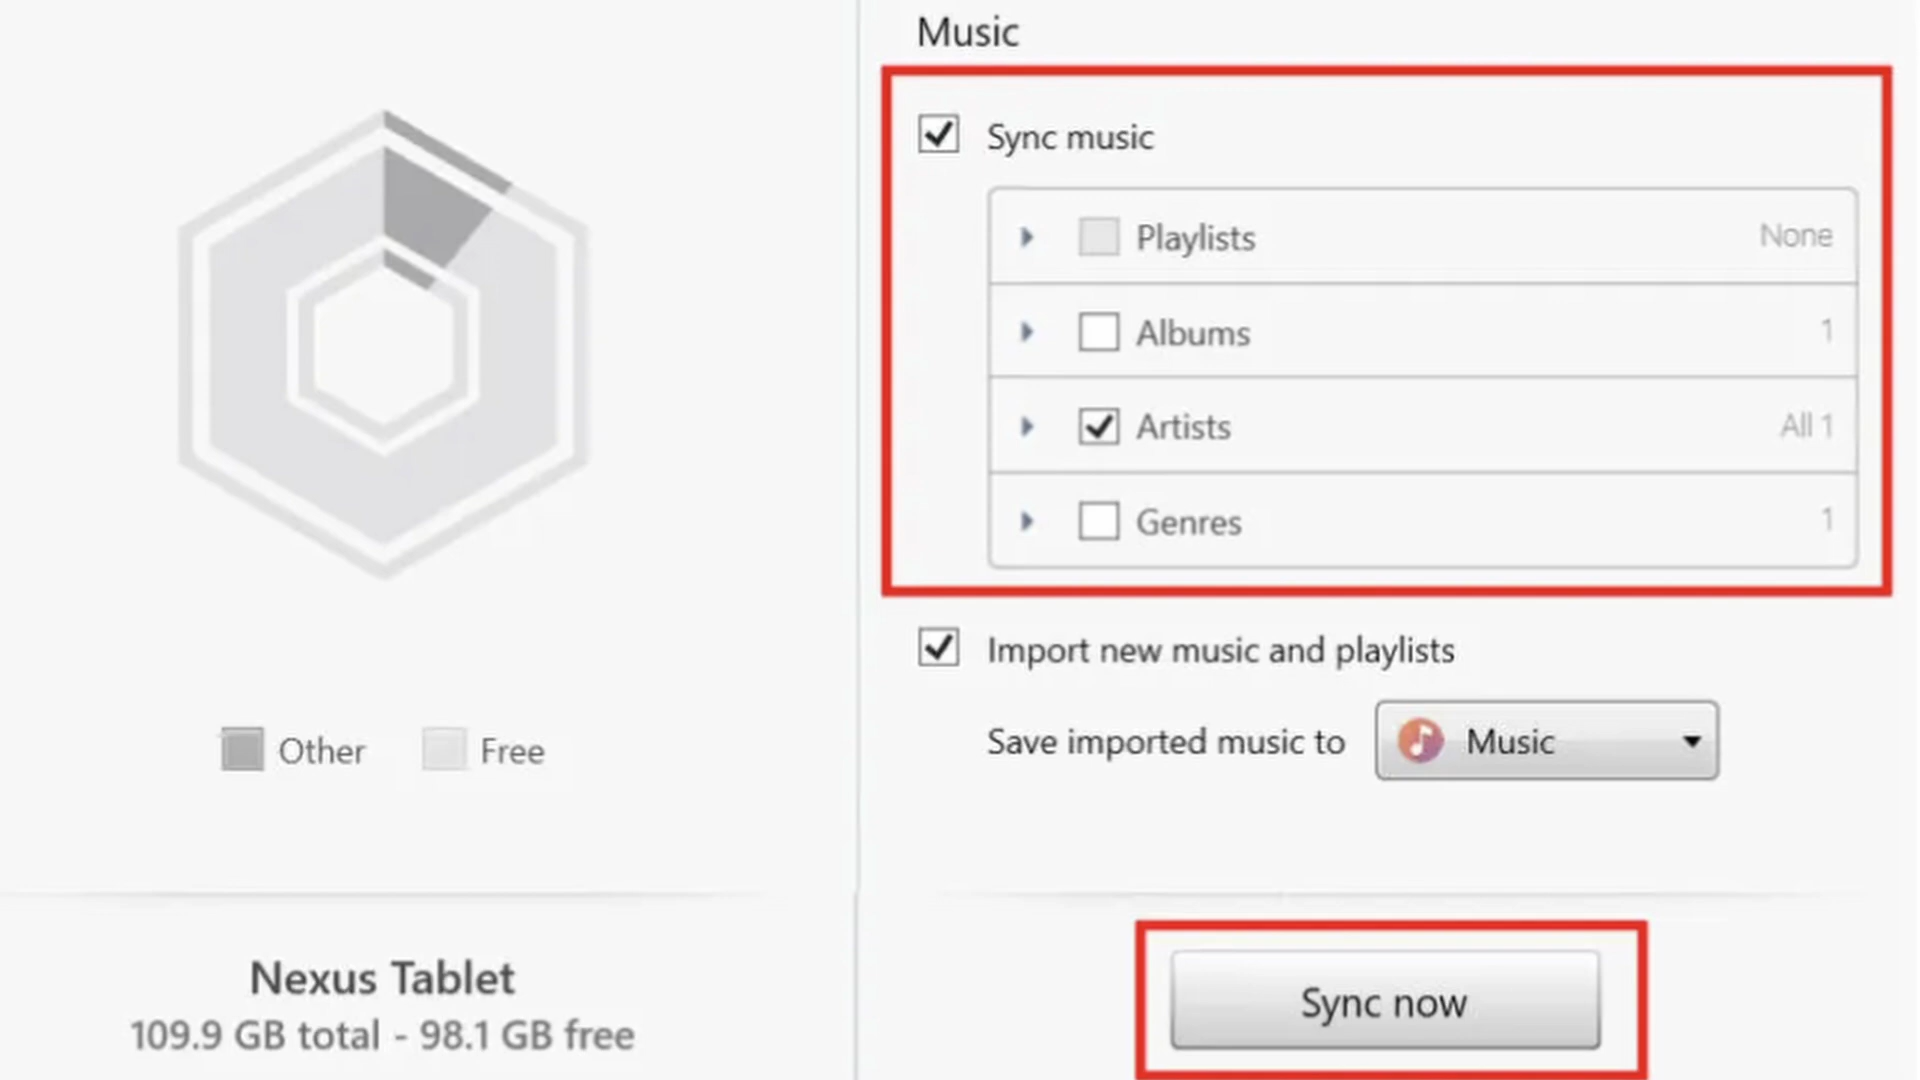 Music
Sync music
Playlists None
Albums 1
Artists All 1
Genres 1
Import new music and playlists
Save imported music to Music
Other Free
Nexus Tablet
109.9 GB total - 98.1 GB free
Sync now